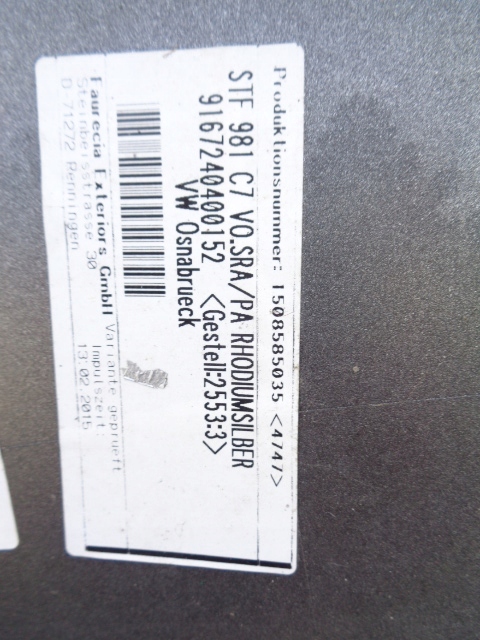 Produktionsnummer: 1508585035 <4747>
STF 981 C7 VO.SRA/PA RHODIUMSILBER
9167240400152 <Gestell:2553:3>
VW Osnabrueck
Faurecia Exteriors GmbH
Steinbeisstrasse 30
D-71272 Renningen
Variante geprueft
Impulszeit:
13.02.2015